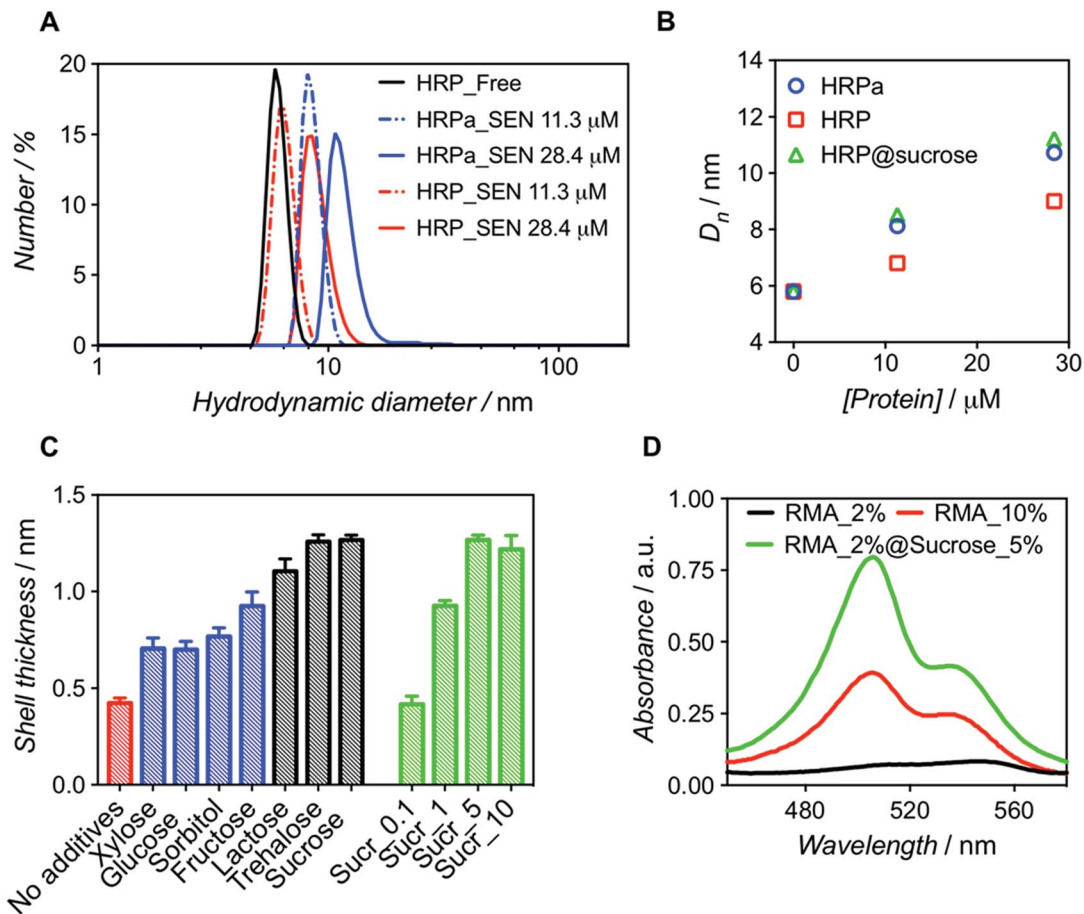 A
Number / %
20
15
10
5
0
HRP_Free
HRPa_SEN 11.3 μM
HRPa_SEN 28.4 μM
HRP_SEN 11.3 μM
HRP_SEN 28.4 μM
1
10
100
Hydrodynamic diameter / nm
B
Dn / nm
14
12
10
8
6
4
HRPa
HRP
HRP@sucrose
0
10
20
30
[Protein] / μM
C
Shell thickness / nm
1.5
1.0
0.5
0.0
No additives
Xylose
Glucose
Sorbitol
Fructose
Lactose
Trehalose
Sucrose
Sucr_0.1
Sucr_1
Sucr_5
Sucr_10
D
Absorbance / a.u.
1.00
0.75
0.50
0.25
0.00
RMA_2% RMA_10%
RMA_2%@Sucrose_5%
480
520
560
Wavelength / nm